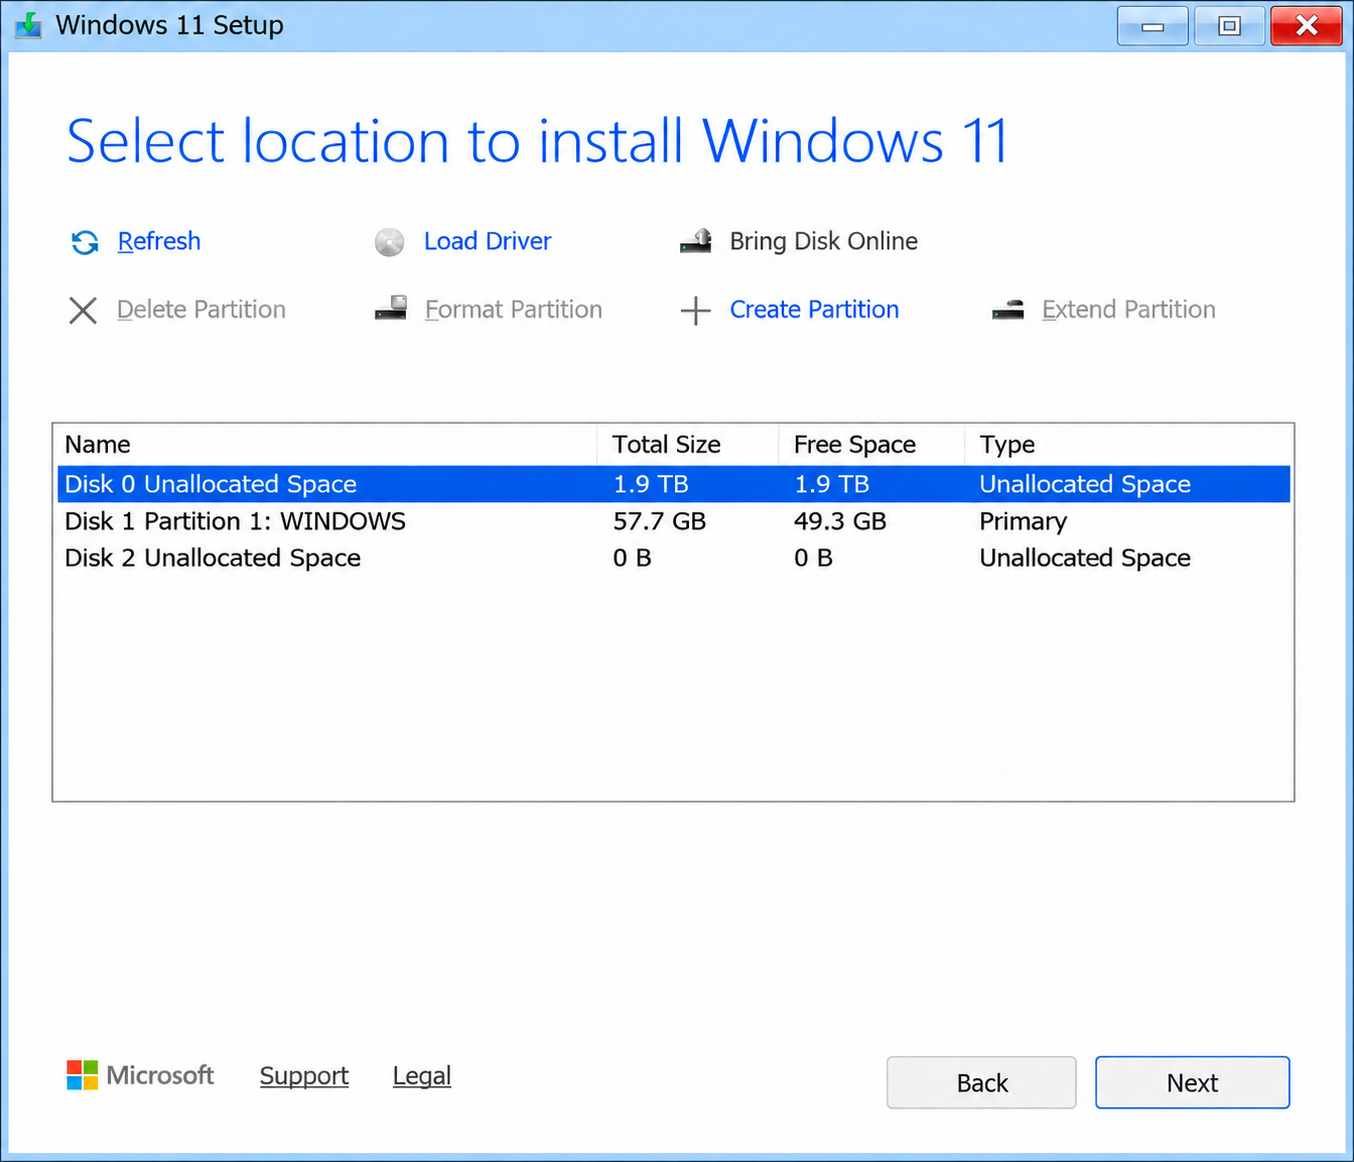 Windows 11 Setup
Select location to install Windows 11
Refresh Load Driver Bring Disk Online
Delete Partition Format Partition Create Partition Extend Partition
Name Total Size Free Space Type
Disk 0 Unallocated Space 1.9 TB 1.9 TB Unallocated Space
Disk 1 Partition 1: WINDOWS 57.7 GB 49.3 GB Primary
Disk 2 Unallocated Space 0 B 0 B Unallocated Space
Microsoft Support Legal Back Next